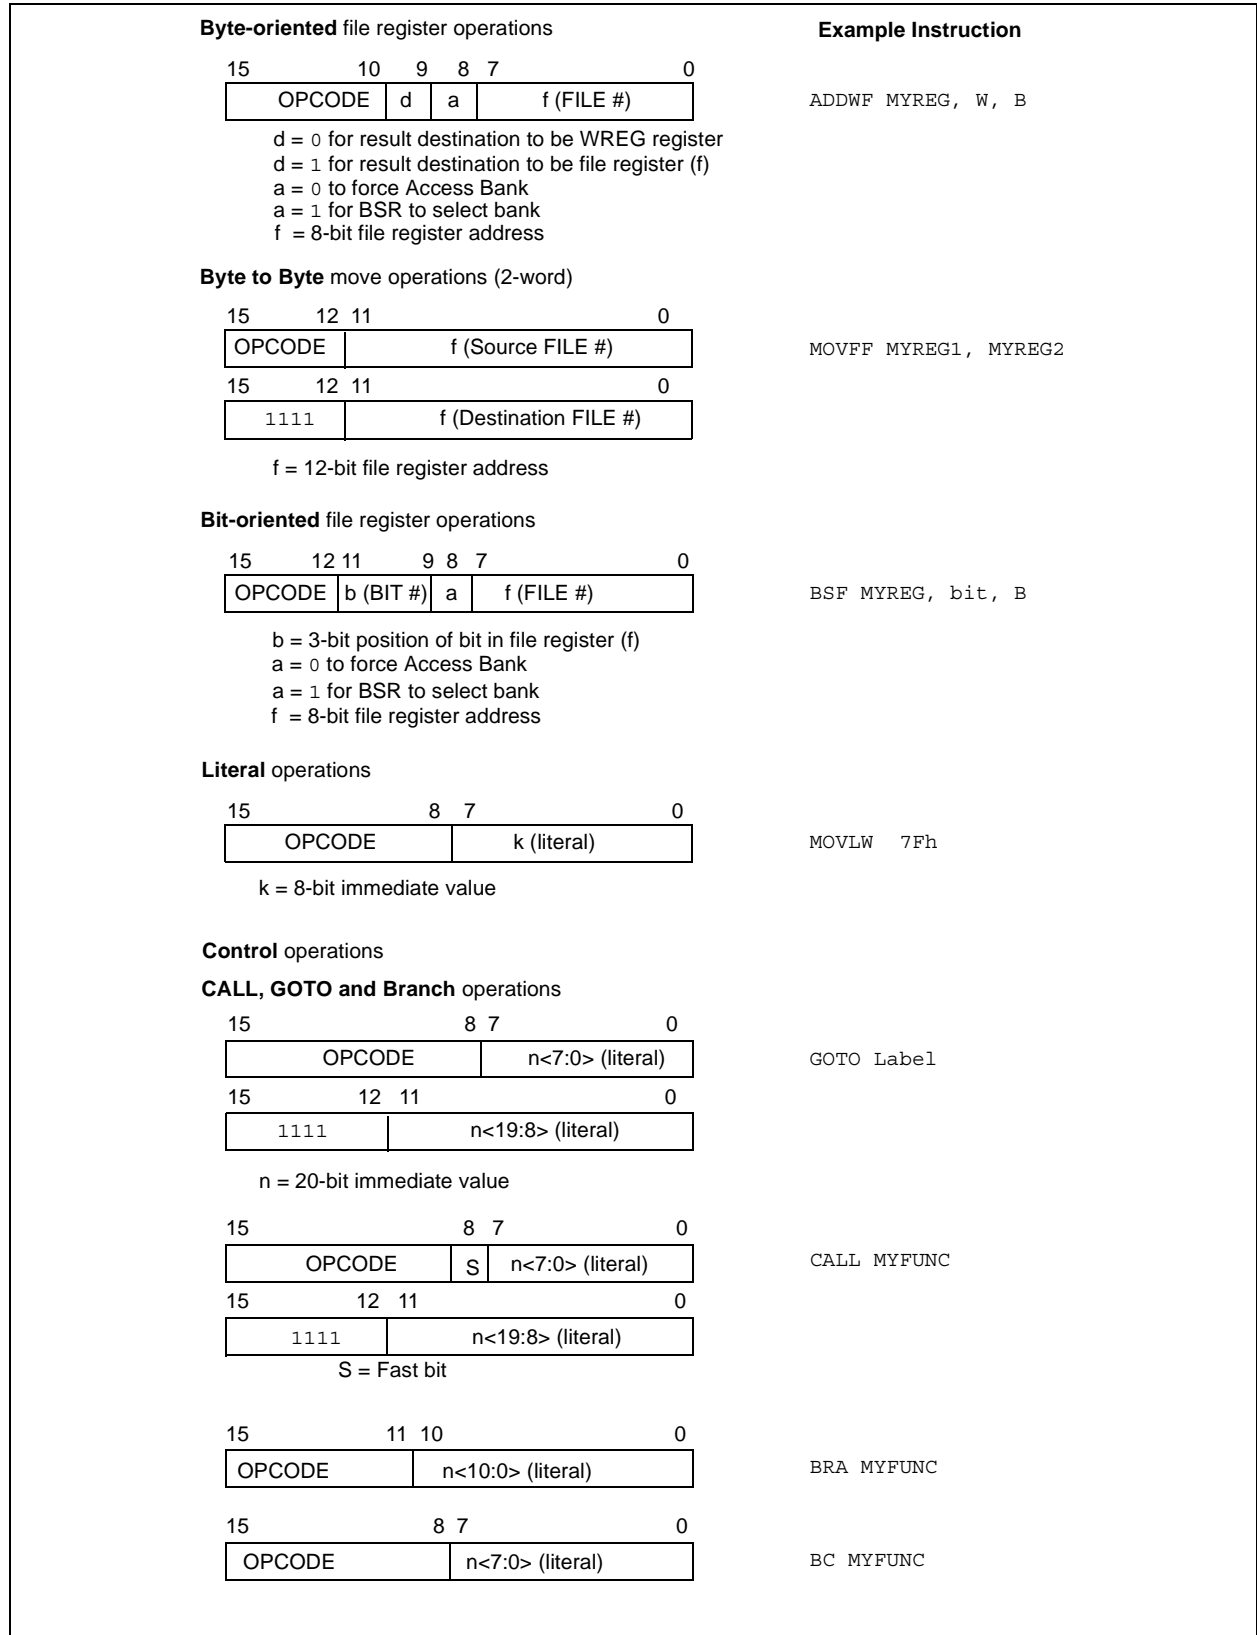 Byte-oriented file register operations
Example Instruction
15 10 9 8 7 0
OPCODE d a f (FILE #)
ADDWF MYREG, W, B
d = 0 for result destination to be WREG register
d = 1 for result destination to be file register (f)
a = 0 to force Access Bank
a = 1 for BSR to select bank
f = 8-bit file register address
Byte to Byte move operations (2-word)
15 12 11 0
OPCODE f (Source FILE #)
MOVFF MYREG1, MYREG2
15 12 11 0
1111 f (Destination FILE #)
f = 12-bit file register address
Bit-oriented file register operations
15 12 11 9 8 7 0
OPCODE b (BIT #) a f (FILE #)
BSF MYREG, bit, B
b = 3-bit position of bit in file register (f)
a = 0 to force Access Bank
a = 1 for BSR to select bank
f = 8-bit file register address
Literal operations
15 8 7 0
OPCODE k (literal)
MOVLW 7Fh
k = 8-bit immediate value
Control operations
CALL, GOTO and Branch operations
15 8 7 0
OPCODE n<7:0> (literal)
GOTO Label
15 12 11 0
1111 n<19:8> (literal)
n = 20-bit immediate value
15 8 7 0
OPCODE S n<7:0> (literal)
CALL MYFUNC
15 12 11 0
1111 n<19:8> (literal)
S = Fast bit
15 11 10 0
OPCODE n<10:0> (literal)
BRA MYFUNC
15 8 7 0
OPCODE n<7:0> (literal)
BC MYFUNC